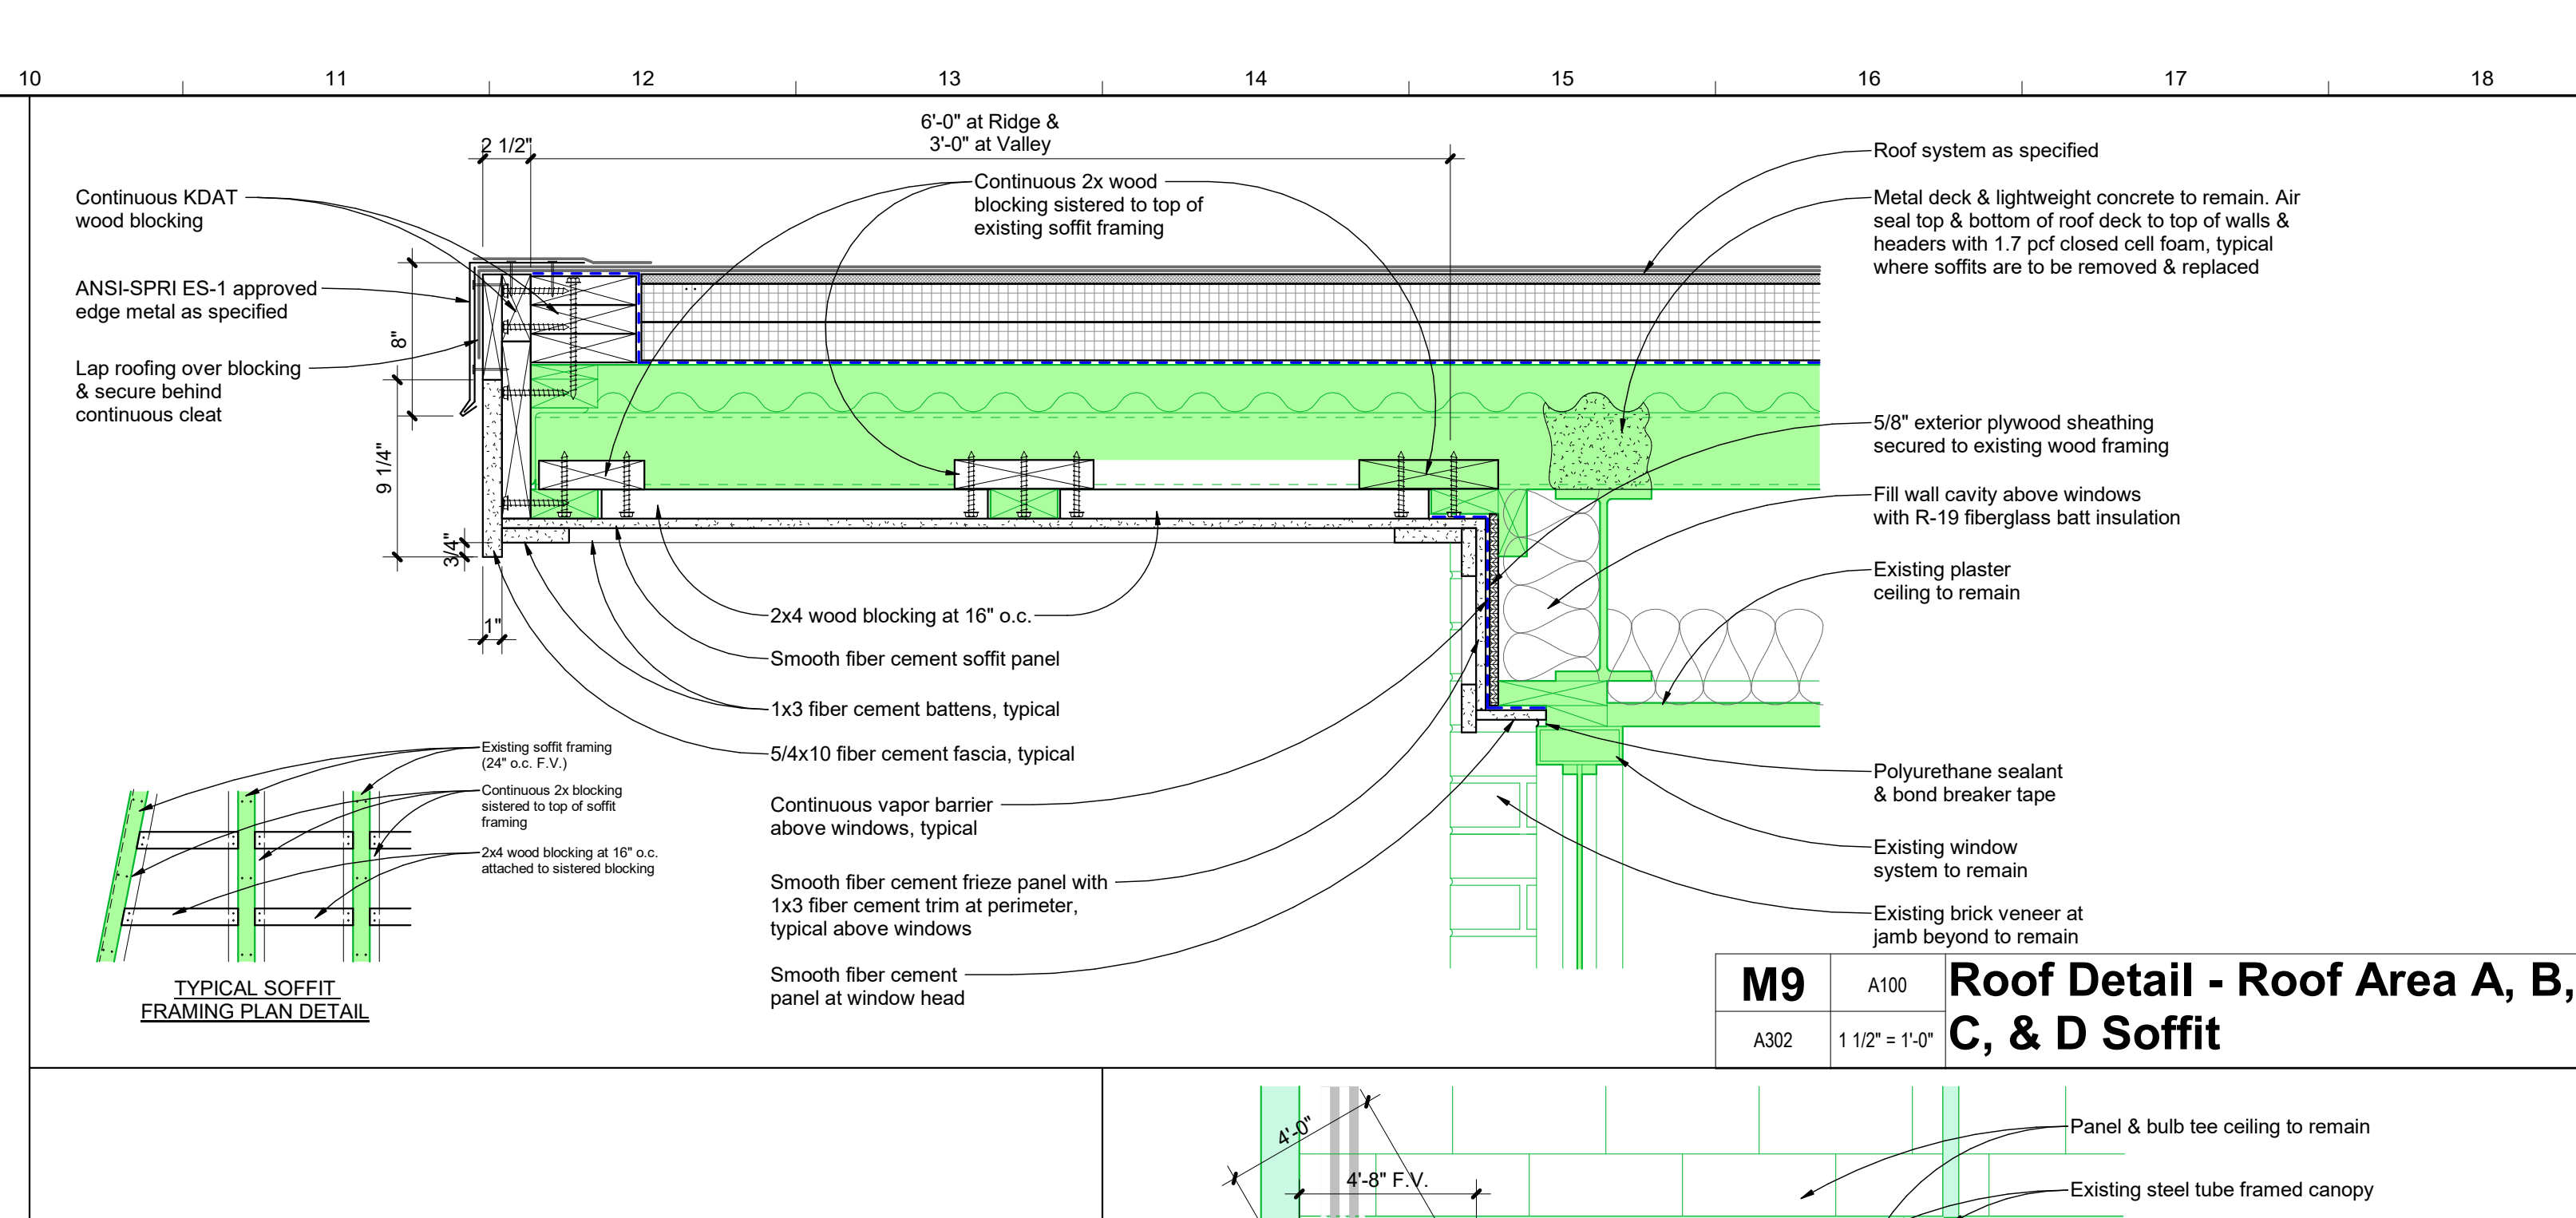 10 11 12 13 14 15 16 17 18
6'-0" at Ridge &
3'-0" at Valley
2 1/2"
Continuous KDAT
wood blocking
ANSI-SPRI ES-1 approved
edge metal as specified
Lap roofing over blocking
& secure behind
continuous cleat
8"
9 1/4"
3/4"
1"
Continuous 2x wood
blocking sistered to top of
existing soffit framing
Roof system as specified
Metal deck & lightweight concrete to remain. Air
seal top & bottom of roof deck to top of walls &
headers with 1.7 pcf closed cell foam, typical
where soffits are to be removed & replaced
5/8" exterior plywood sheathing
secured to existing wood framing
Fill wall cavity above windows
with R-19 fiberglass batt insulation
Existing plaster
ceiling to remain
2x4 wood blocking at 16" o.c.
Smooth fiber cement soffit panel
1x3 fiber cement battens, typical
5/4x10 fiber cement fascia, typical
Continuous vapor barrier
above windows, typical
Smooth fiber cement frieze panel with
1x3 fiber cement trim at perimeter,
typical above windows
Smooth fiber cement
panel at window head
Polyurethane sealant
& bond breaker tape
Existing window
system to remain
Existing brick veneer at
jamb beyond to remain
Existing soffit framing
(24" o.c. F.V.)
Continuous 2x blocking
sistered to top of soffit
framing
2x4 wood blocking at 16" o.c.
attached to sistered blocking
TYPICAL SOFFIT
FRAMING PLAN DETAIL
M9
A100
A302
1 1/2" = 1'-0"
Roof Detail - Roof Area A, B,
C, & D Soffit
4'-0"
4'-8" F.V.
Panel & bulb tee ceiling to remain
Existing steel tube framed canopy